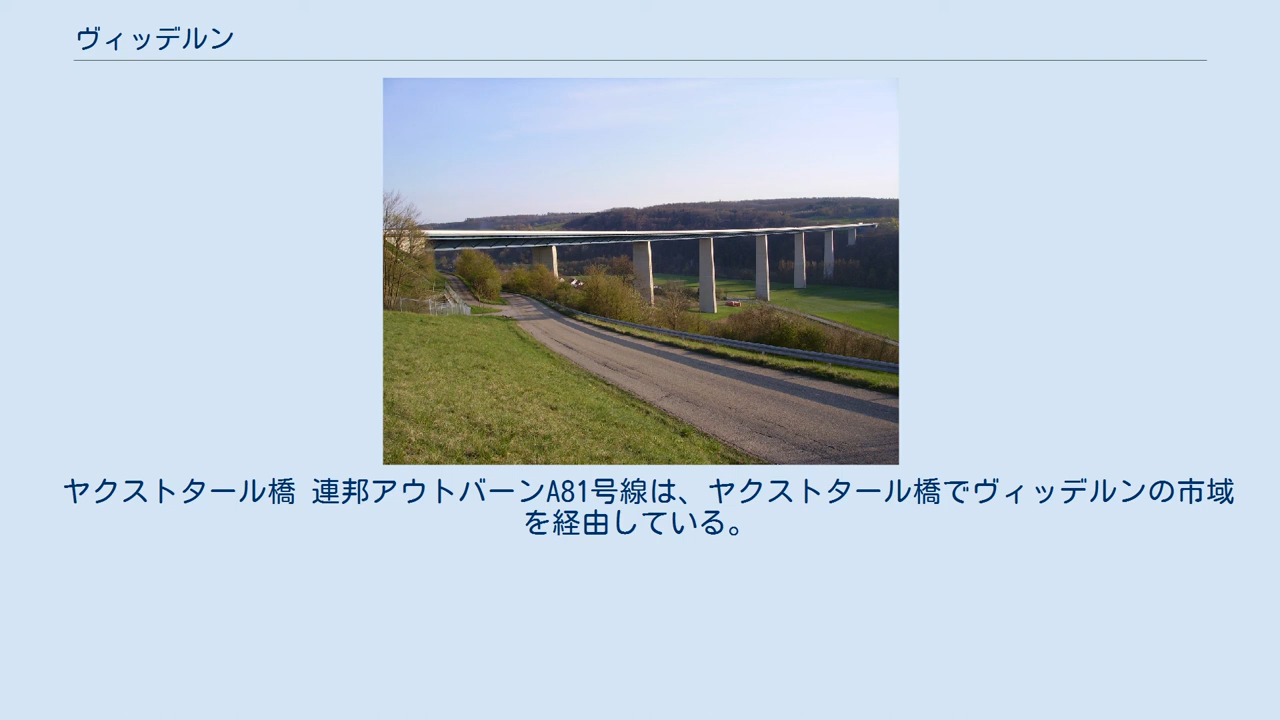 ヴィッデルン
ヤクストタール橋 連邦アウトバーンA81号線は、ヤクストタール橋でヴィッデルンの市域
を経由している。